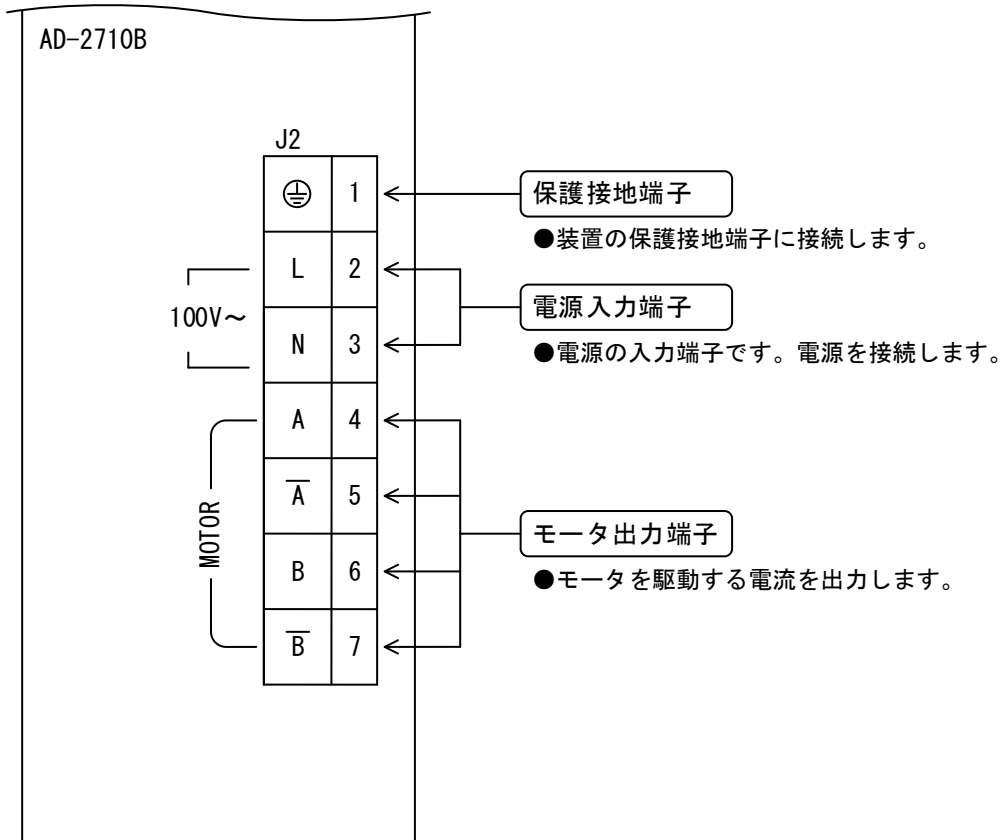 AD-2710B
J2
1
保護接地端子
●装置の保護接地端子に接続します。
L 2
100V～
電源入力端子
N 3
●電源の入力端子です。電源を接続します。
A 4
A̅ 5
MOTOR
モータ出力端子
B 6
●モータを駆動する電流を出力します。
B̅ 7